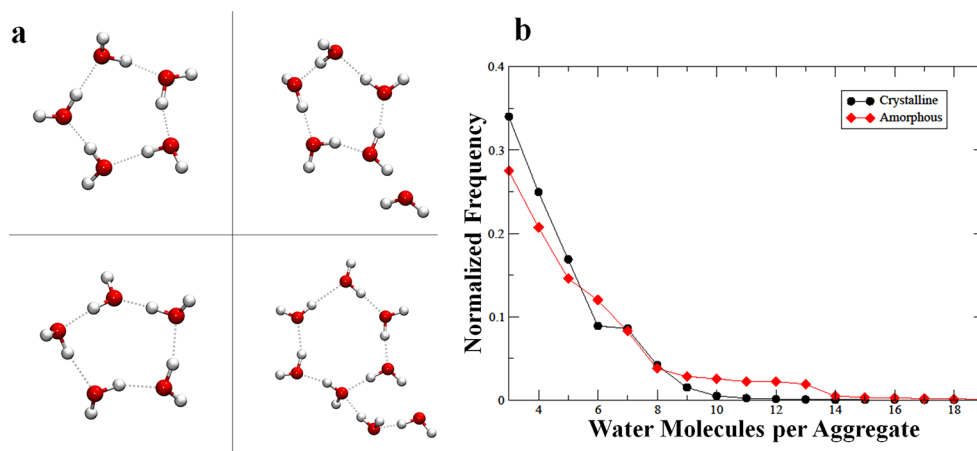 a
b
Normalized Frequency
0.4
0.3
0.2
0.1
0
Crystalline
Amorphous
4 6 8 10 12 14 16 18
Water Molecules per Aggregate